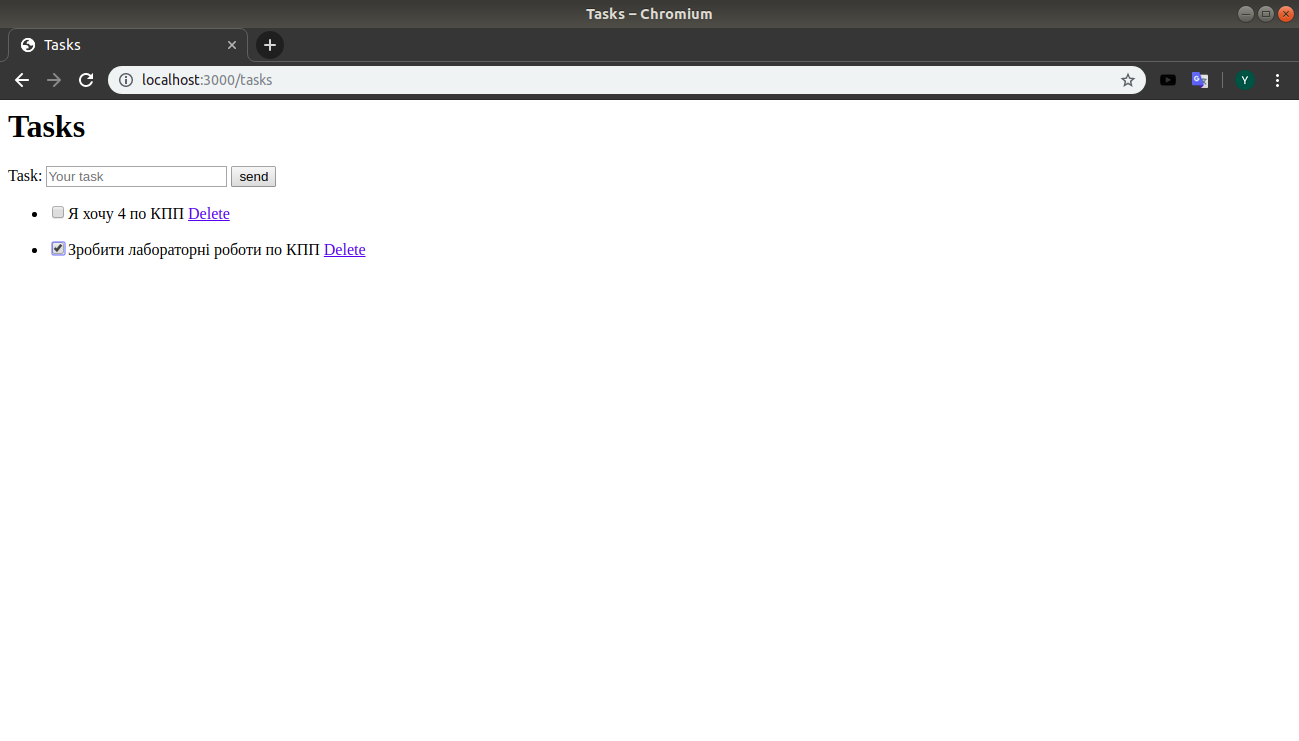 Tasks – Chromium
Tasks
localhost:3000/tasks
Y
Tasks
Task: Your task send
Я хочу 4 по КПП Delete
Зробити лабораторні роботи по КПП Delete